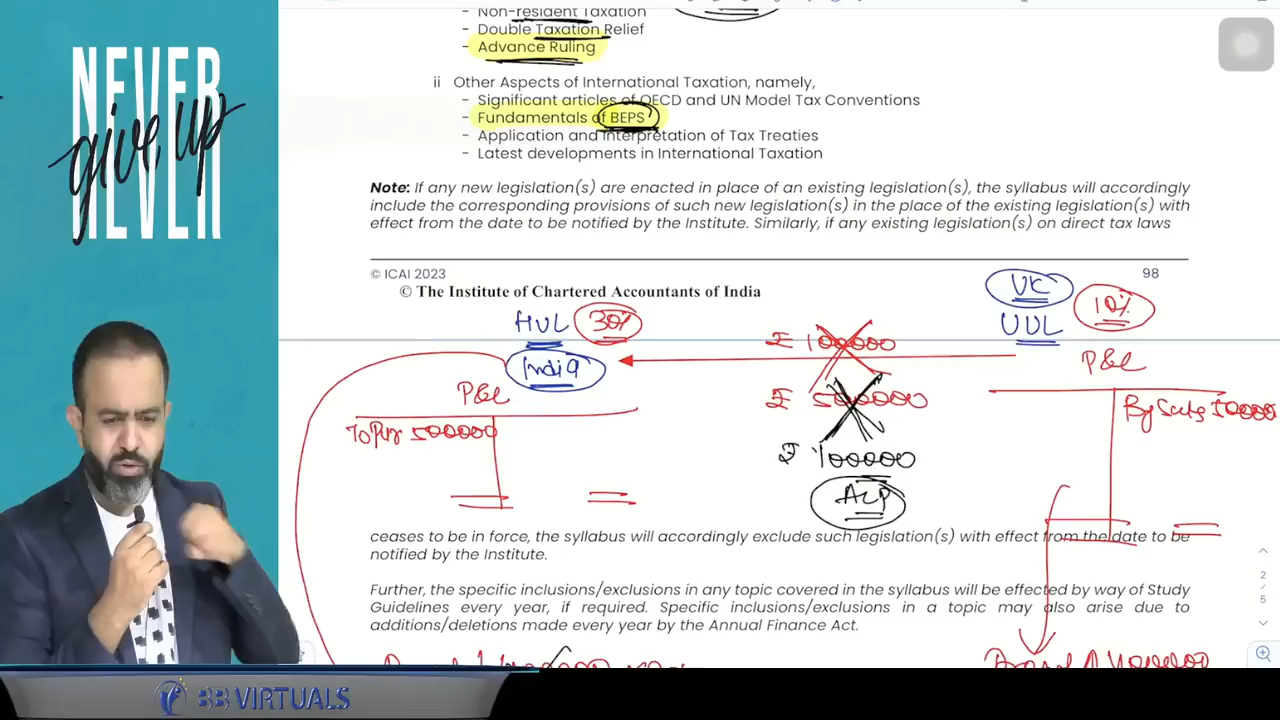 NEVER
give up
NEVER
- Non-resident Taxation
- Double Taxation Relief
- Advance Ruling
ii Other Aspects of International Taxation, namely,
- Significant articles of OECD and UN Model Tax Conventions
- Fundamentals of BEPS
- Application and Interpretation of Tax Treaties
- Latest developments in International Taxation
Note: If any new legislation(s) are enacted in place of an existing legislation(s), the syllabus will accordingly
include the corresponding provisions of such new legislation(s) in the place of the existing legislation(s) with
effect from the date to be notified by the Institute. Similarly, if any existing legislation(s) on direct tax laws
© ICAI 2023 98
© The Institute of Chartered Accountants of India
HUL 30%
India
UK
UUL 10%
₹ 100000
₹ 500000
₹ 100000
ALP
P&L
To Pur 500000
P&L
By Sales
ceases to be in force, the syllabus will accordingly exclude such legislation(s) with effect from the date to be
notified by the Institute.
Further, the specific inclusions/exclusions in any topic covered in the syllabus will be effected by way of Study
Guidelines every year, if required. Specific inclusions/exclusions in a topic may also arise due to
additions/deletions made every year by the Annual Finance Act.
2
/
5
BB VIRTUALS